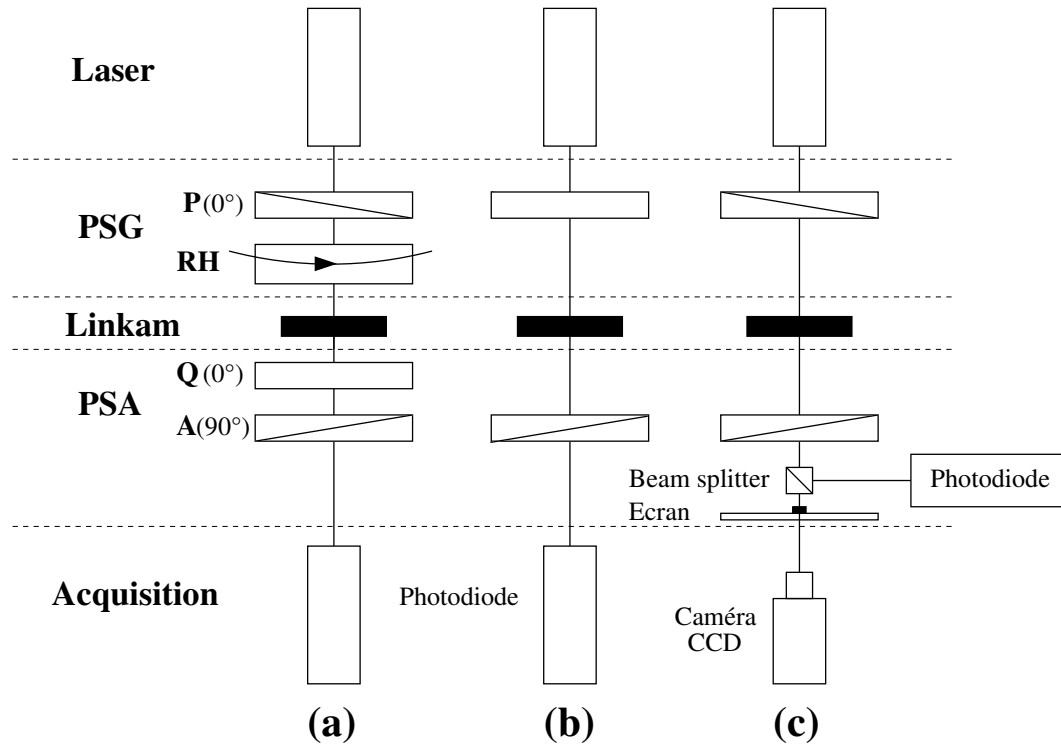 Laser
P(0°)
PSG
RH
Linkam
Q(0°)
PSA
A(90°)
Beam splitter
Photodiode
Ecran
Acquisition
Photodiode
Caméra
CCD
(a)
(b)
(c)